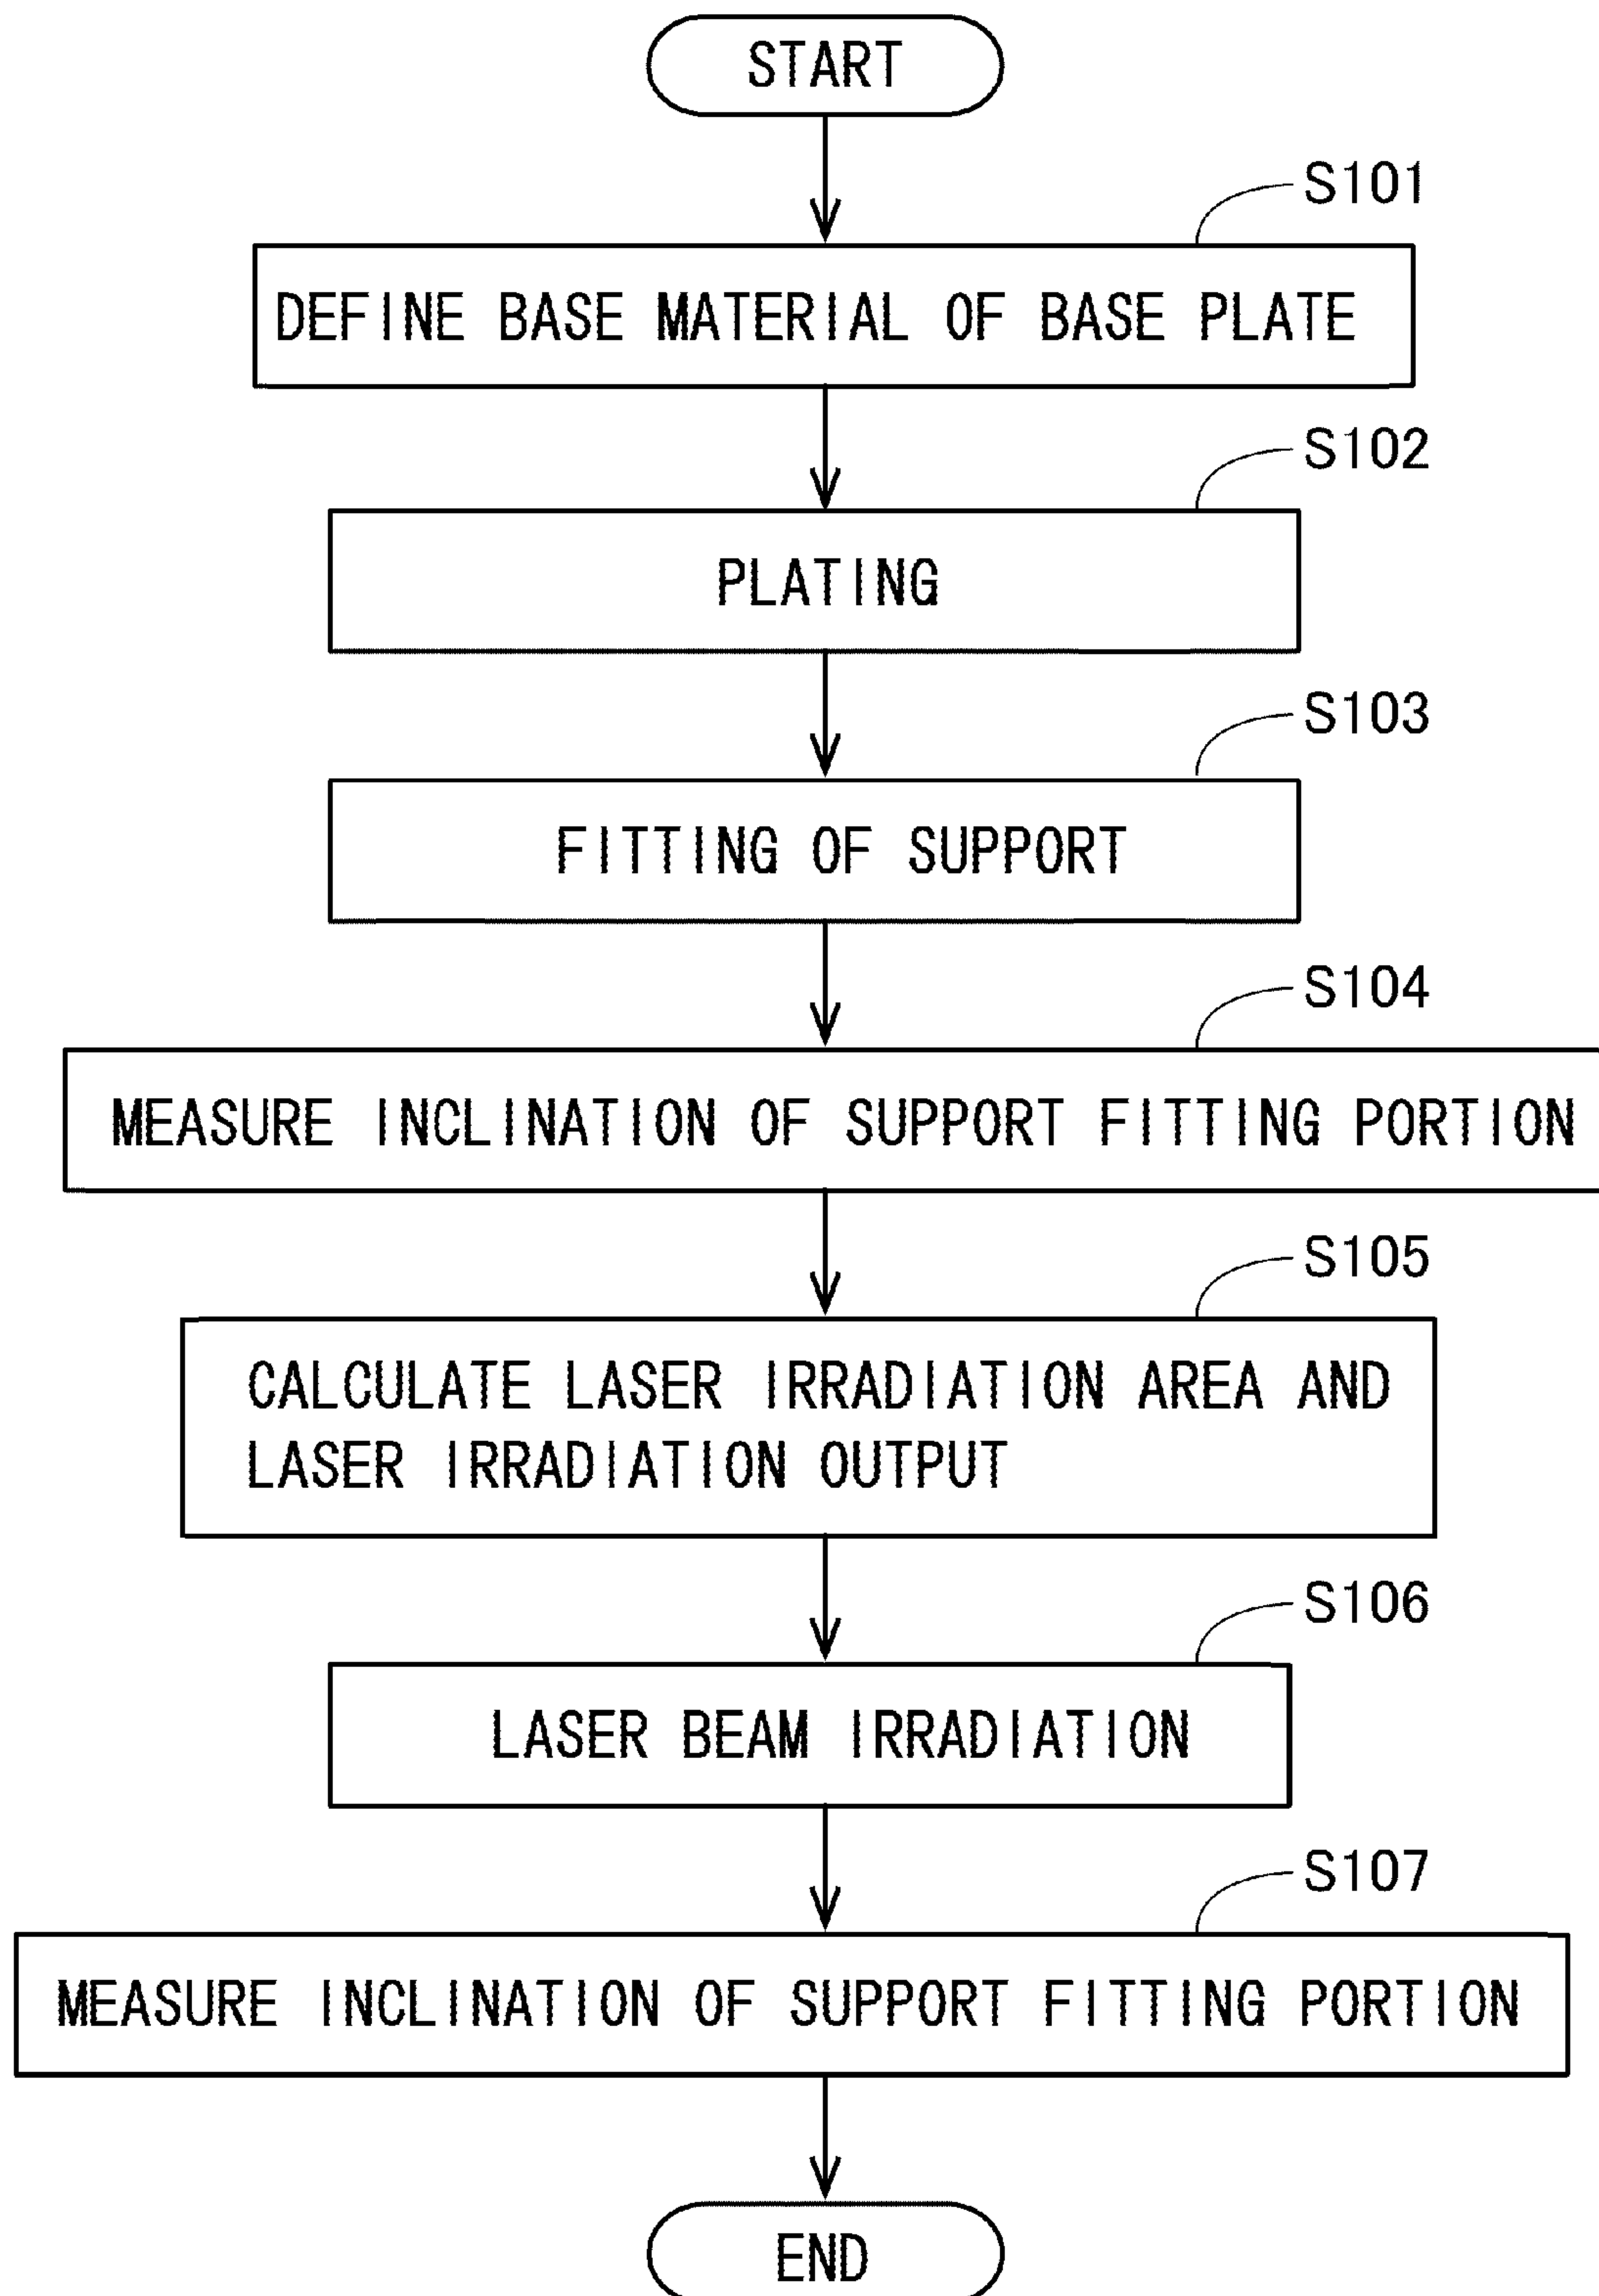 START
S101
DEFINE BASE MATERIAL OF BASE PLATE
S102
PLATING
S103
FITTING OF SUPPORT
S104
MEASURE INCLINATION OF SUPPORT FITTING PORTION
S105
CALCULATE LASER IRRADIATION AREA AND
LASER IRRADIATION OUTPUT
S106
LASER BEAM IRRADIATION
S107
MEASURE INCLINATION OF SUPPORT FITTING PORTION
END